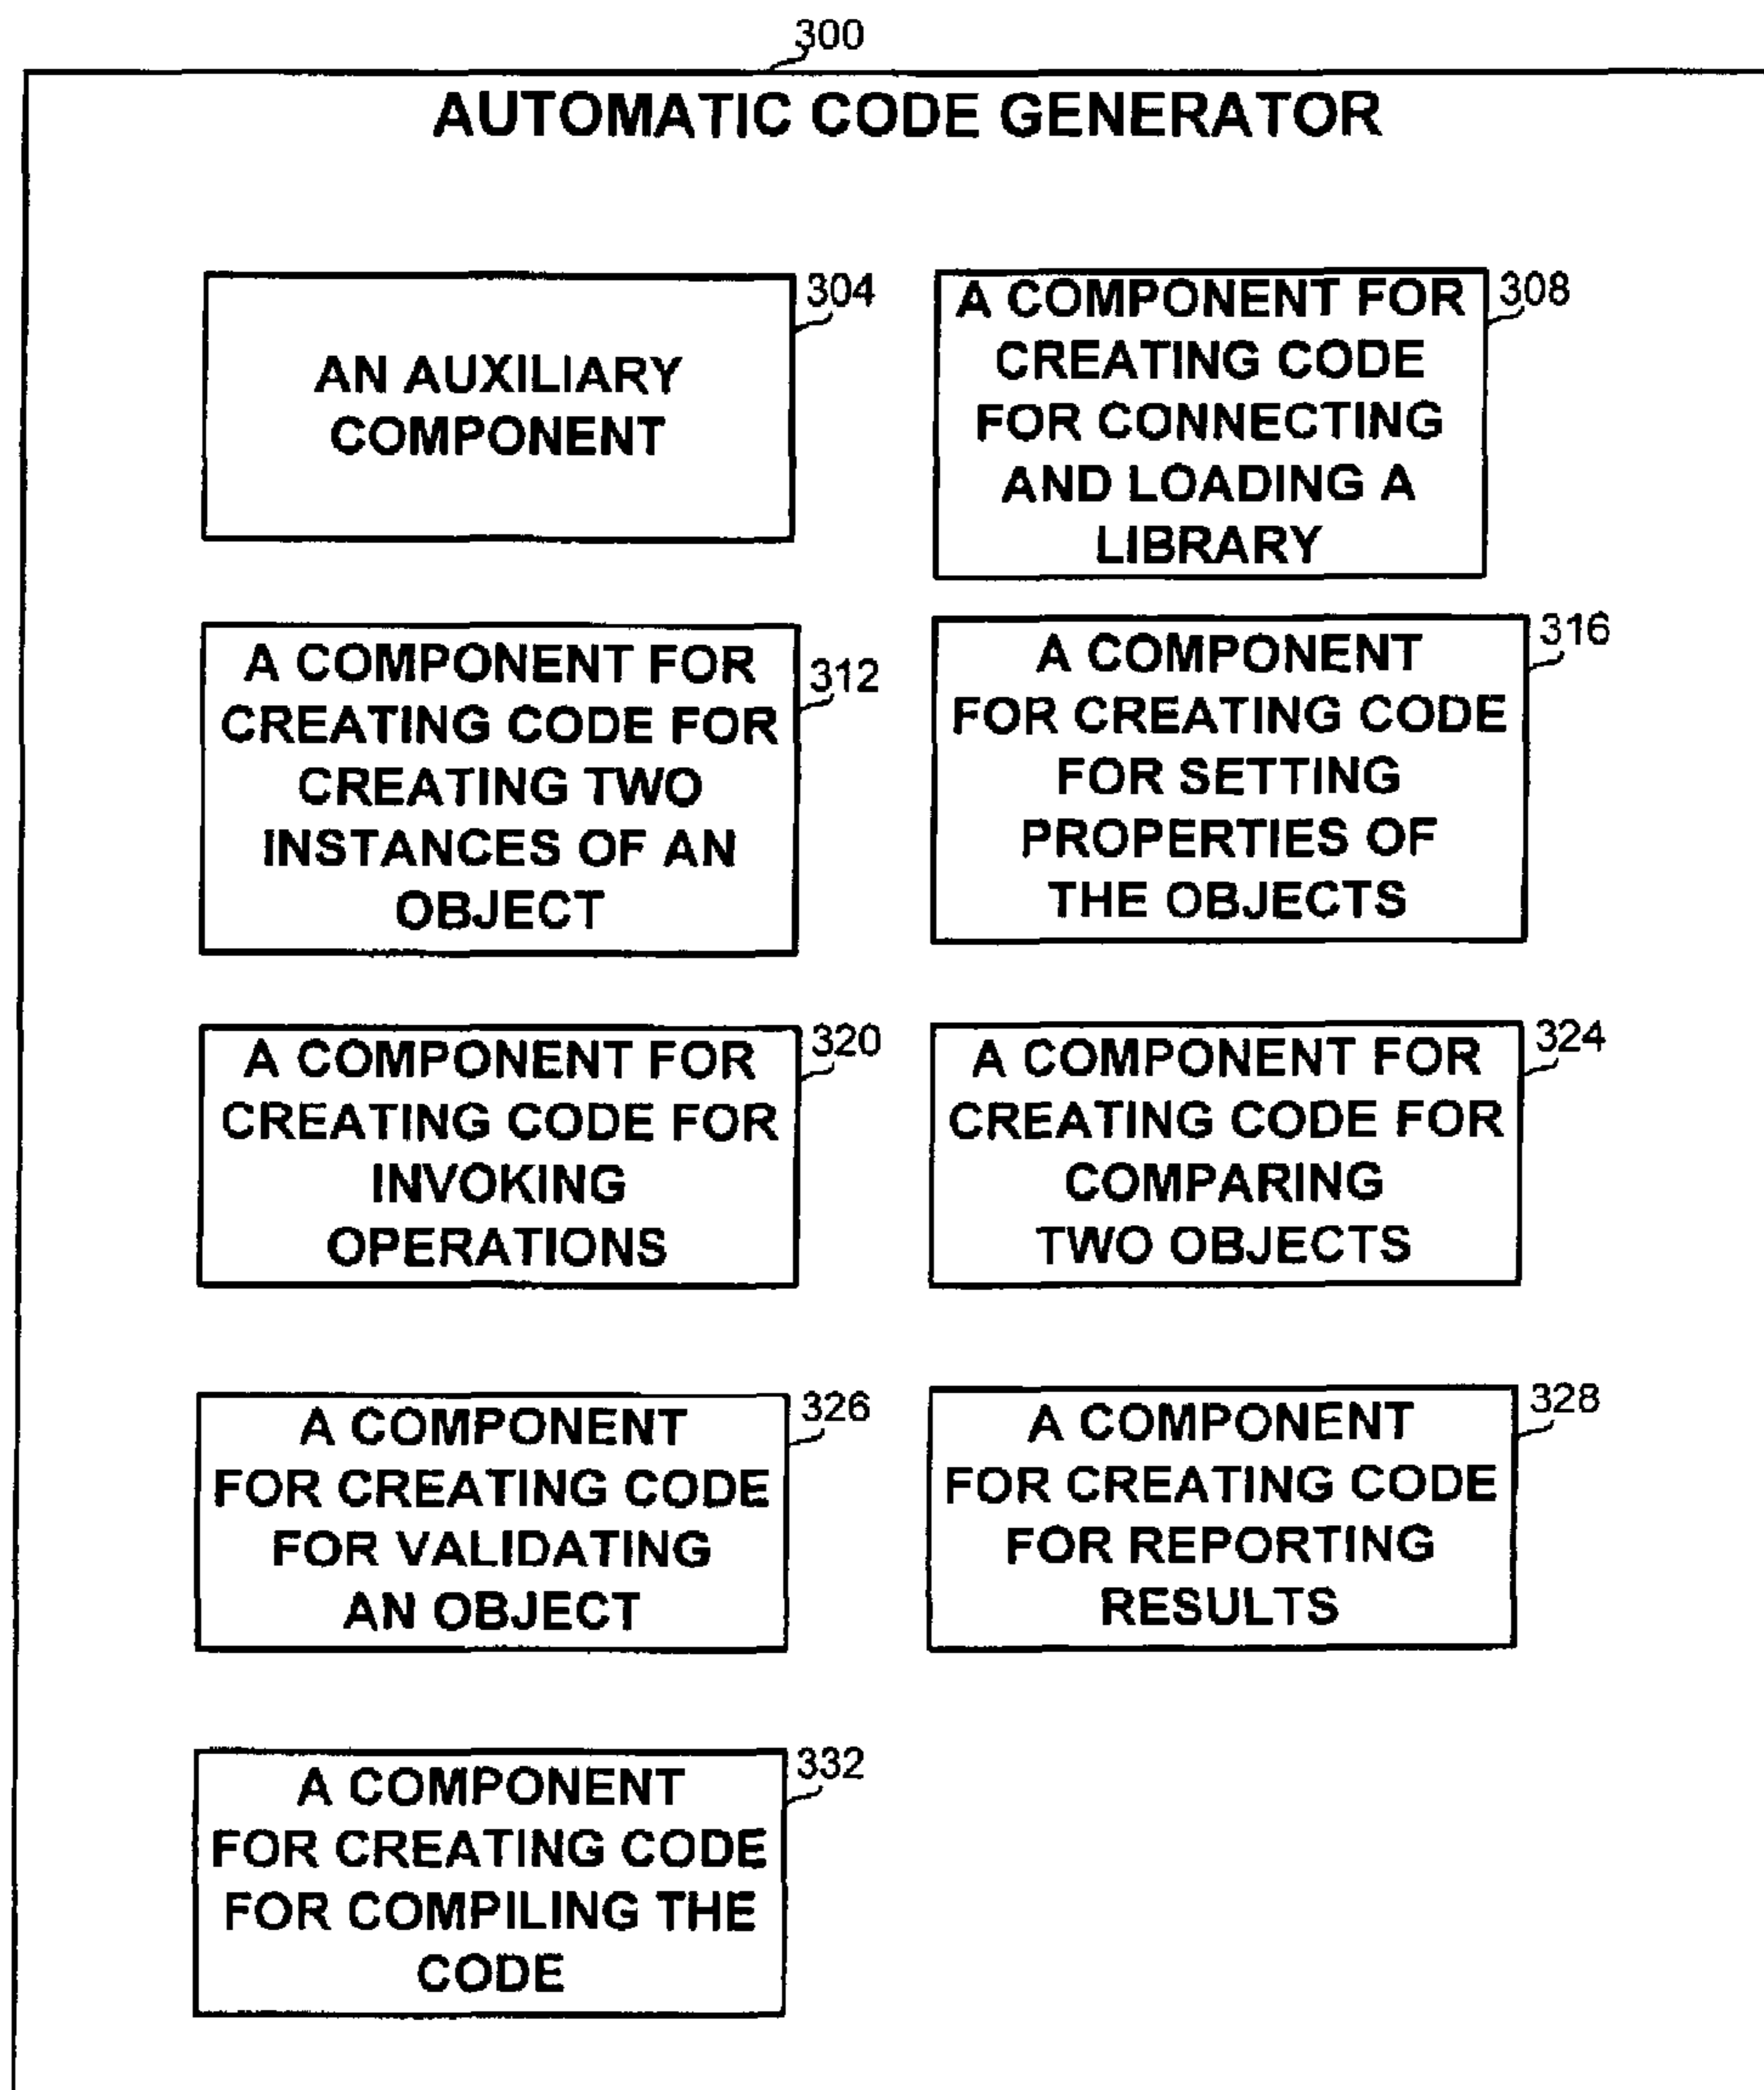 300
AUTOMATIC CODE GENERATOR
304
AN AUXILIARY
COMPONENT
308
A COMPONENT FOR
CREATING CODE
FOR CONNECTING
AND LOADING A
LIBRARY
312
A COMPONENT FOR
CREATING CODE FOR
CREATING TWO
INSTANCES OF AN
OBJECT
316
A COMPONENT
FOR CREATING CODE
FOR SETTING
PROPERTIES OF
THE OBJECTS
320
A COMPONENT FOR
CREATING CODE FOR
INVOKING
OPERATIONS
324
A COMPONENT FOR
CREATING CODE FOR
COMPARING
TWO OBJECTS
326
A COMPONENT
FOR CREATING CODE
FOR VALIDATING
AN OBJECT
328
A COMPONENT
FOR CREATING CODE
FOR REPORTING
RESULTS
332
A COMPONENT
FOR CREATING CODE
FOR COMPILING THE
CODE